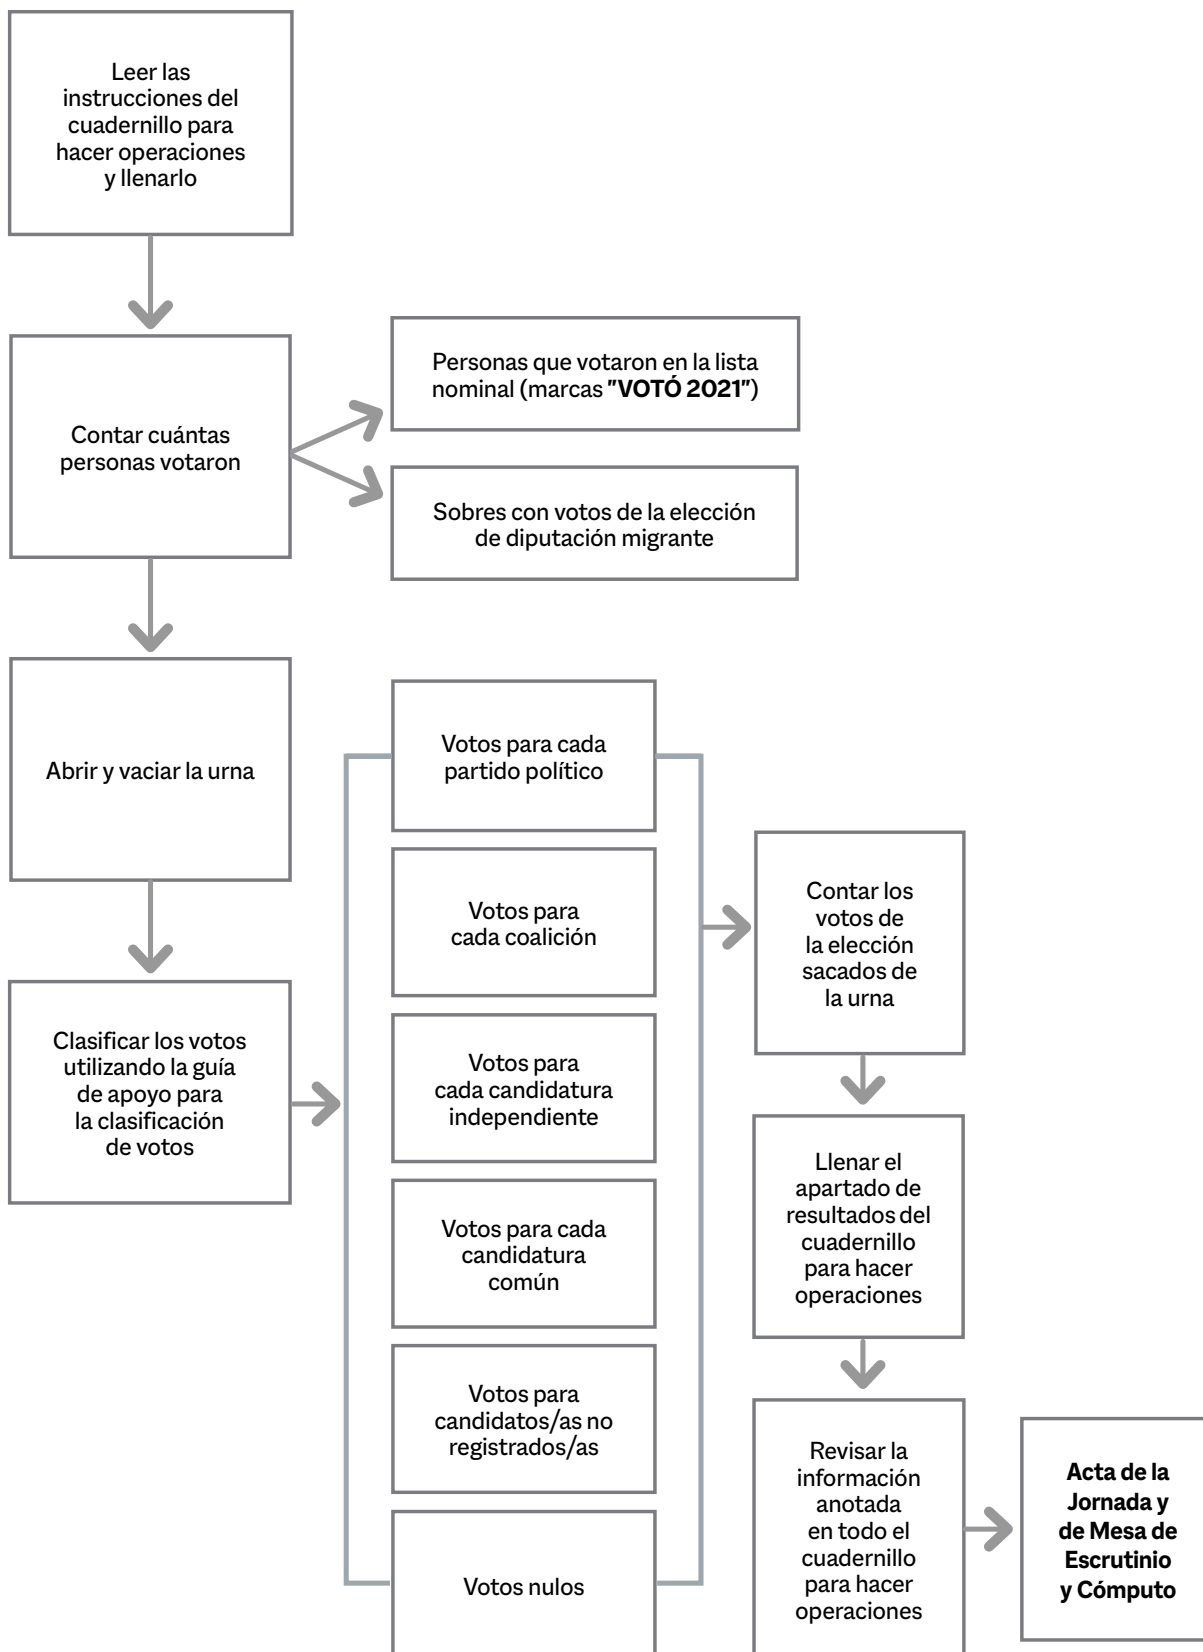 Leer las
instrucciones del
cuadernillo para
hacer operaciones
y llenarlo
Contar cuántas
personas votaron
Personas que votaron en la lista
nominal (marcas "VOTÓ 2021")
Sobres con votos de la elección
de diputación migrante
Abrir y vaciar la urna
Clasificar los votos
utilizando la guía
de apoyo para
la clasificación
de votos
Votos para cada
partido político
Votos para
cada coalición
Votos para
cada candidatura
independiente
Votos para cada
candidatura
común
Votos para
candidatos/as no
registrados/as
Votos nulos
Contar los
votos de
la elección
sacados de
la urna
Llenar el
apartado de
resultados del
cuadernillo
para hacer
operaciones
Revisar la
información
anotada
en todo el
cuadernillo
para hacer
operaciones
Acta de la
Jornada y
de Mesa de
Escrutinio
y Cómputo